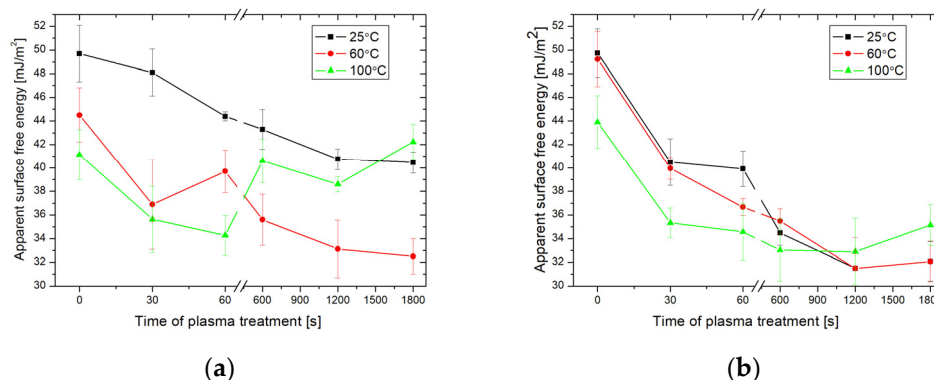 Apparent surface free energy [mJ/m²]
52
50
48
46
44
42
40
38
36
34
32
30
25°C
60°C
100°C
0 30 60 600 900 1200 1500 1800
Time of plasma treatment [s]
(a)
Apparent surface free energy [mJ/m²]
52
50
48
46
44
42
40
38
36
34
32
30
25°C
60°C
100°C
0 30 60 600 900 1200 1500 1800
Time of plasma treatment [s]
(b)